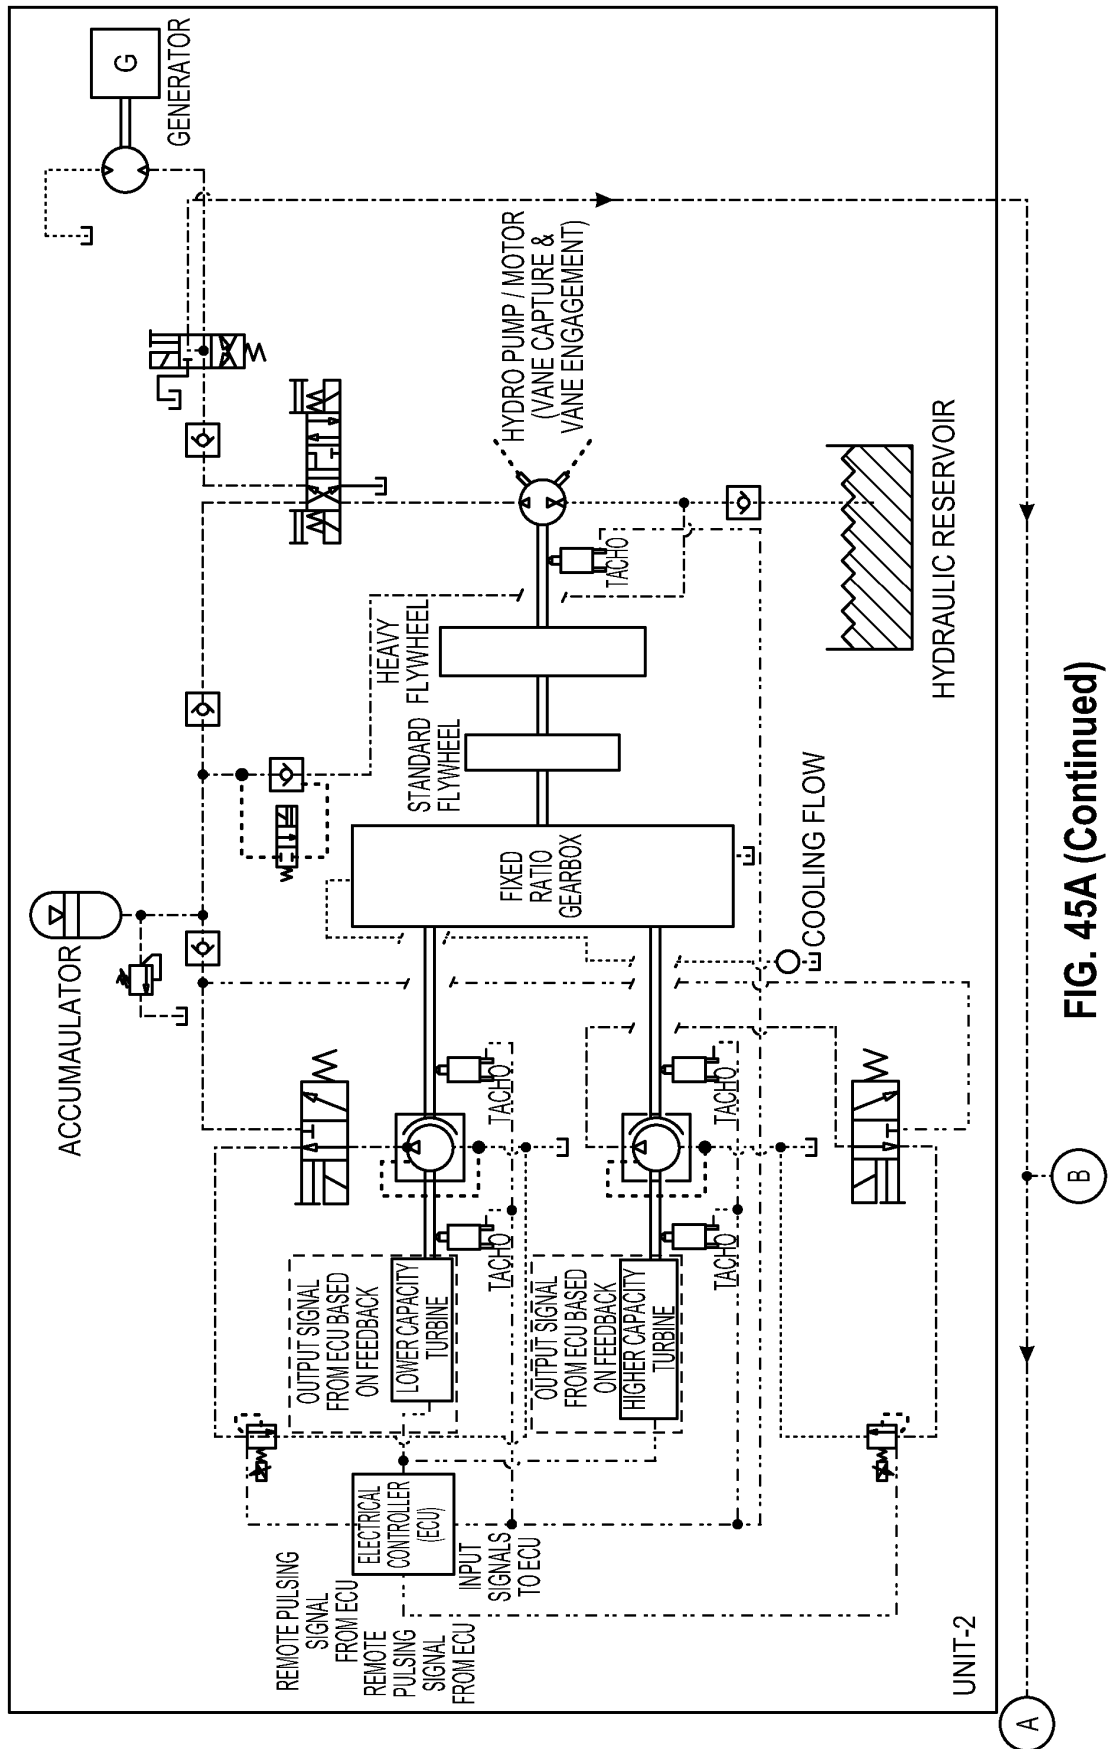 ACCUMAULATOR
G
GENERATOR
REMOTE PULSING
SIGNAL
FROM ECU
REMOTE
PULSING
SIGNAL
FROM ECU
ELECTRICAL
CONTROLLER
(ECU)
INPUT
SIGNALS
TO ECU
OUTPUT SIGNAL
FROM ECU BASED
ON FEEDBACK
LOWER CAPACITY
TURBINE
TACHO
TACHO
OUTPUT SIGNAL
FROM ECU BASED
ON FEEDBACK
HIGHER CAPACITY
TURBINE
TACHO
TACHO
FIXED
RATIO
GEARBOX
COOLING FLOW
STANDARD
FLYWHEEL
HEAVY
FLYWHEEL
TACHO
HYDRO PUMP / MOTOR
(VANE CAPTURE &
VANE ENGAGEMENT)
HYDRAULIC RESERVOIR
UNIT-2
A
B
FIG. 45A (Continued)